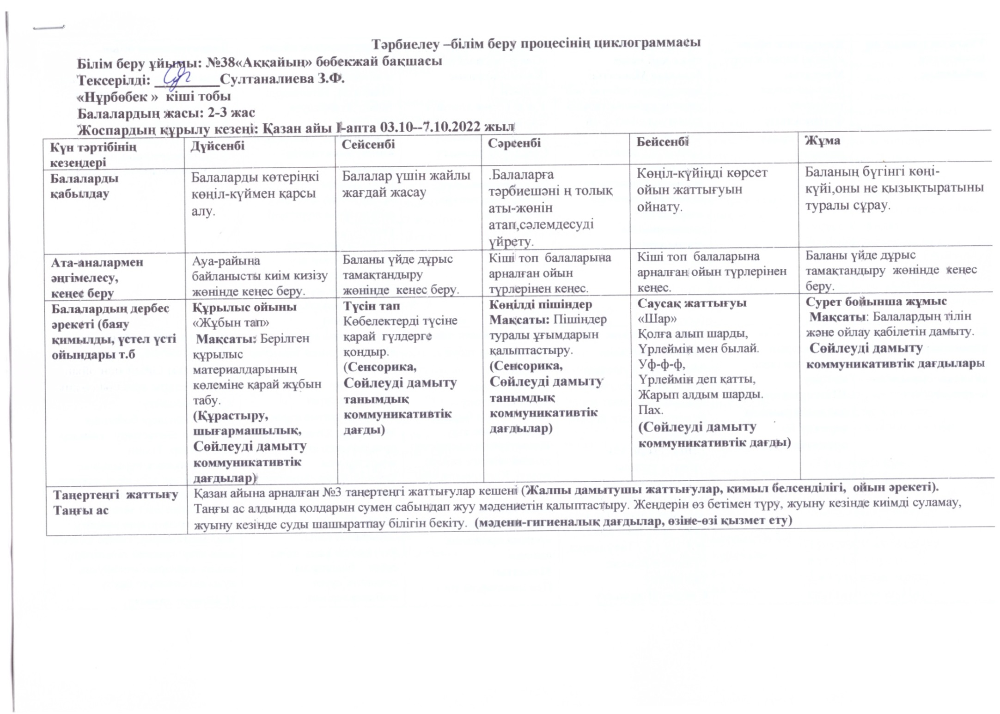 Тәрбиелеу –білім беру процесінің циклограммасы
Білім беру ұйымы: №38«Аққайың» бөбекжай бақшасы
Тексерілді: __________Султаналиева З.Ф.
«Нұрбөбек »  кіші тобы
Балалардың жасы: 2-3 жас
Жоспардың құрылу кезеңі: Қазан айы І-апта 03.10--7.10.2022 жыл
Күн тәртібінің
кезеңдері
Дүйсенбі
Сейсенбі
Сәрсенбі
Бейсенбі
Жұма
Балаларды
қабылдау
Балаларды көтеріңкі
көңіл-күймен қарсы
алу.
Балалар үшін жайлы
жағдай жасау
.Балаларға
тәрбиешәні ң толық
аты-жөнін
атап,сәлемдесуді
үйрету.
Көңіл-күйіңді көрсет
ойын жаттығуын
ойнату.
Баланың бүгінгі көңі-
күйі,оны не қызықтыратыны
туралы сұрау.
Ата-аналармен
әңгімелесу,
кеңес беру
Ауа-райына
байланысты киім кизізу
жөнінде кеңес беру.
Баланы үйде дұрыс
тамақтандыру
жөнінде  кеңес беру.
Кіші топ  балаларына
арналған ойын
түрлерінен кеңес.
Кіші топ  балаларына
арналған ойын түрлерінен
кеңес.
Баланы үйде дұрыс
тамақтандыру  жөнінде  кеңес
беру.
Балалардың дербес
әрекеті (баяу
қимылды, үстел үсті
ойындары т.б
Құрылыс ойыны
«Жұбын тап»
Мақсаты: Берілген
құрылыс
материалдарының
көлеміне қарай жұбын
табу.
(Құрастыру,
шығармашылық,
Сөйлеуді дамыту
коммуникативтік
дағдылар)
Түсін тап
Көбелектерді түсіне
қарай  гүлдерге
қондыр.
(Сенсорика,
Сөйлеуді дамыту
танымдық
коммуникативтік
дағды)
Көңілді пішіндер
Мақсаты: Пішіндер
туралы ұғымдарын
қалыптастыру.
(Сенсорика,
Сөйлеуді дамыту
танымдық
коммуникативтік
дағдылар)
Саусақ жаттығуы
«Шар»
Қолға алып шарды,
Үрлеймін мен былай.
Уф-ф-ф,
Үрлеймін деп қатты,
Жарып алдым шарды.
Пах.
(Сөйлеуді дамыту
коммуникативтік дағды)
Сурет бойынша жұмыс
Мақсаты: Балалардың тілін
және ойлау қабілетін дамыту.
Сөйлеуді дамыту
коммуникативтік дағдылары
Таңертеңгі  жаттығу
Таңғы ас
Қазан айына арналған №3 таңертеңгі жаттығулар кешені (Жалпы дамытушы жаттығулар, қимыл белсенділігі,  ойын әрекеті).
Таңғы ас алдында қолдарын сумен сабындап жуу мәдениетін қалыптастыру. Жеңдерін өз бетімен түру, жуыну кезінде киімді суламау,
жуыну кезінде суды шашыратпау білігін бекіту.  (мәдени-гигиеналық дағдылар, өзіне-өзі қызмет ету)